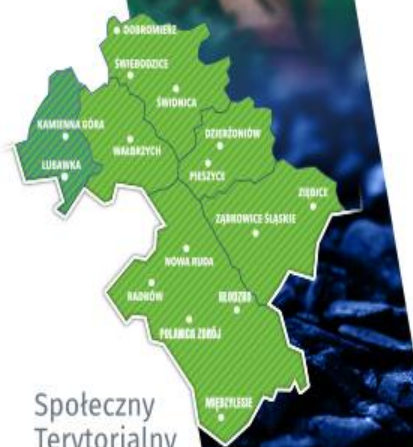 DOBROMIERZ
ŚWIEBODZICE
ŚWIDNICA
KAMIENNA GÓRA
DZIERŻONIÓW
WAŁBRZYCH
LUBAWKA
PIESZYCE
ZIĘBICE
ZĄBKOWICE ŚLĄSKIE
NOWA RUDA
RADKÓW
KŁODZKO
POLANICA ZDRÓJ
MIĘDZYLESIE
Społeczny
Terytorialny